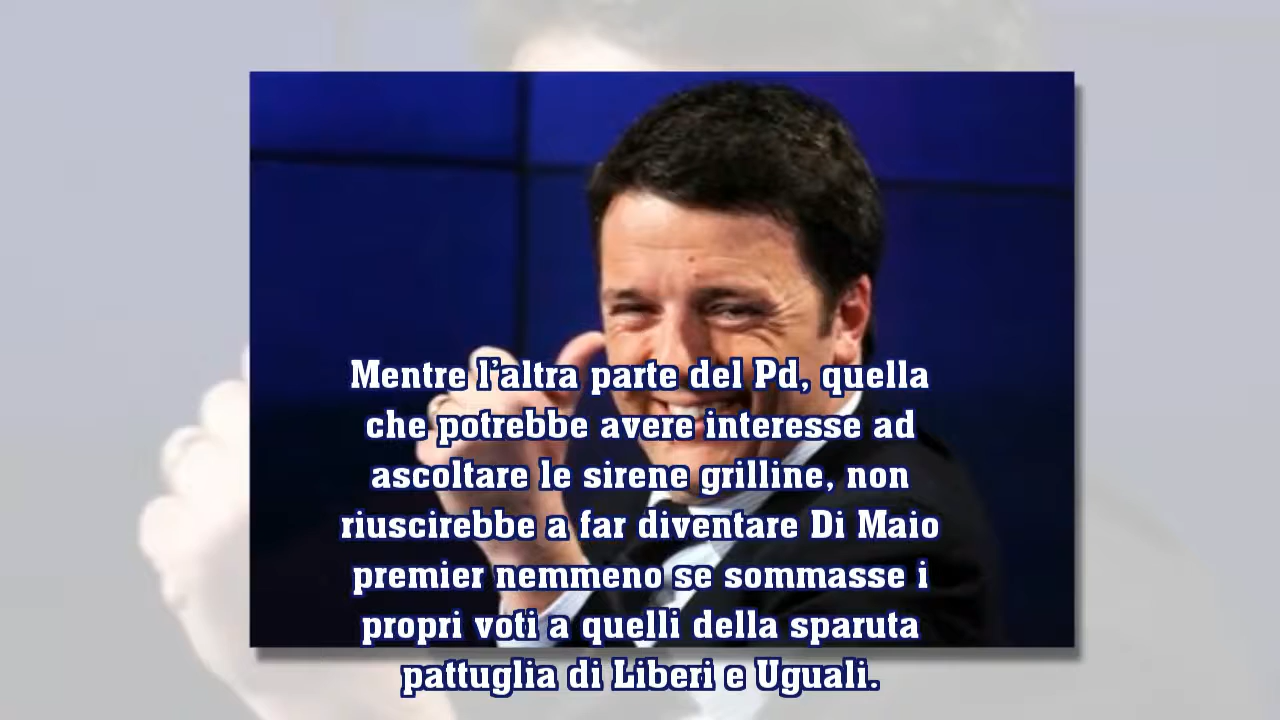 Mentre l'altra parte del Pd, quella
che potrebbe avere interesse ad
ascoltare le sirene grilline, non
riuscirebbe a far diventare Di Maio
premier nemmeno se sommasse i
propri voti a quelli della sparuta
pattuglia di Liberi e Uguali.